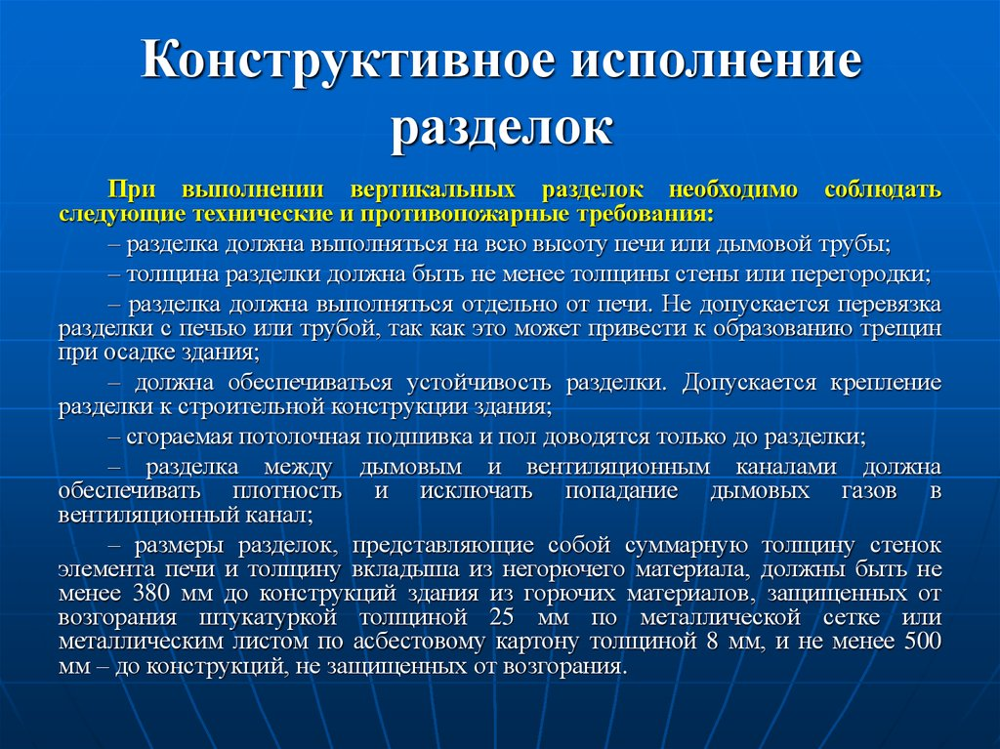 Конструктивное исполнение
разделок
При выполнении вертикальных разделок необходимо соблюдать
следующие технические и противопожарные требования:
– разделка должна выполняться на всю высоту печи или дымовой трубы;
– толщина разделки должна быть не менее толщины стены или перегородки;
– разделка должна выполняться отдельно от печи. Не допускается перевязка
разделки с печью или трубой, так как это может привести к образованию трещин
при осадке здания;
– должна обеспечиваться устойчивость разделки. Допускается крепление
разделки к строительной конструкции здания;
– сгораемая потолочная подшивка и пол доводятся только до разделки;
– разделка между дымовым и вентиляционным каналами должна
обеспечивать плотность и исключать попадание дымовых газов в
вентиляционный канал;
– размеры разделок, представляющие собой суммарную толщину стенок
элемента печи и толщину вкладыша из негорючего материала, должны быть не
менее 380 мм до конструкций здания из горючих материалов, защищенных от
возгорания штукатуркой толщиной 25 мм по металлической сетке или
металлическим листом по асбестовому картону толщиной 8 мм, и не менее 500
мм – до конструкций, не защищенных от возгорания.